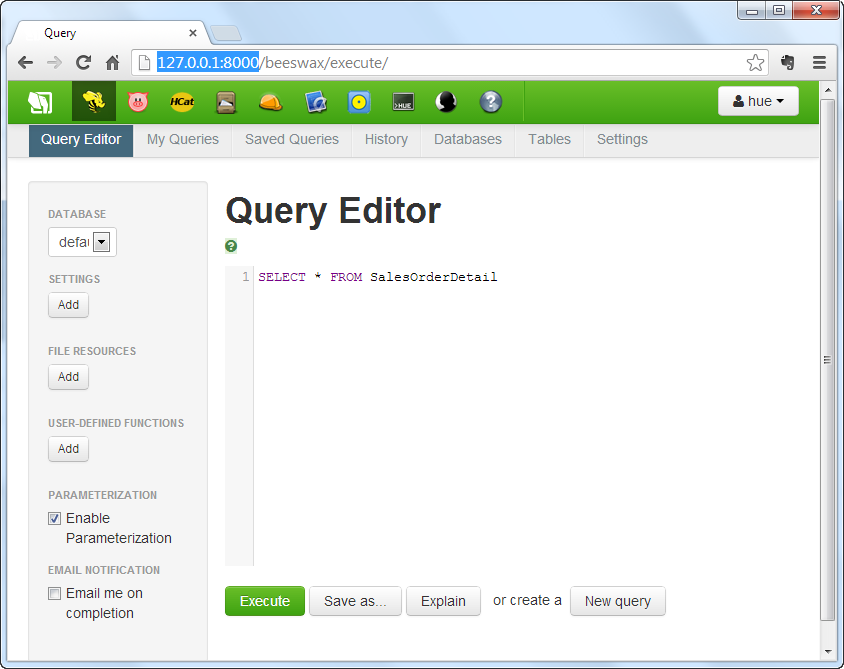 Query
127.0.0.1:8000/beeswax/execute/
HCat
HUE
hue
Query Editor
My Queries
Saved Queries
History
Databases
Tables
Settings
DATABASE
defau
SETTINGS
Add
FILE RESOURCES
Add
USER-DEFINED FUNCTIONS
Add
PARAMETERIZATION
Enable
Parameterization
EMAIL NOTIFICATION
Email me on
completion
Query Editor
1 SELECT * FROM SalesOrderDetail
Execute
Save as...
Explain
or create a
New query